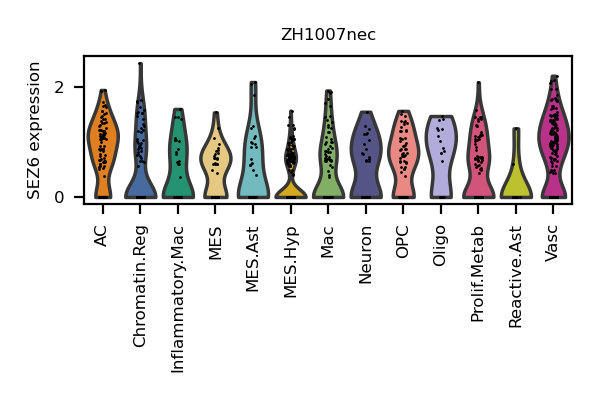 ZH1007nec
SEZ6 expression
2
0
AC
Chromatin.Reg
Inflammatory.Mac
MES
MES.Ast
MES.Hyp
Mac
Neuron
OPC
Oligo
Prolif.Metab
Reactive.Ast
Vasc